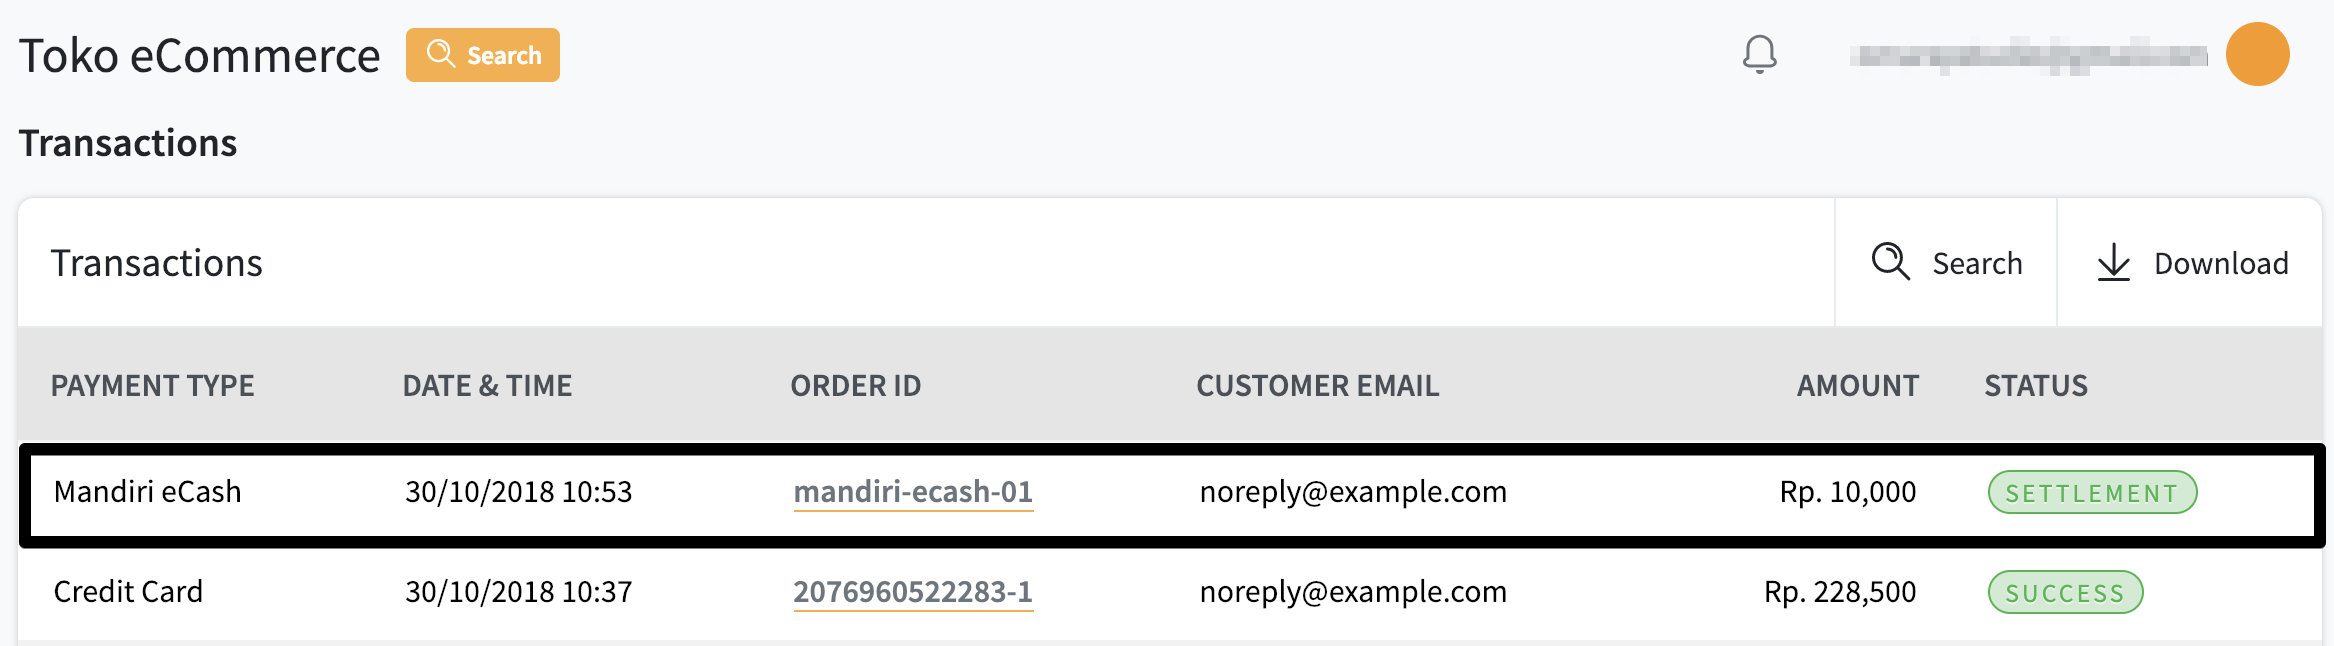 Toko eCommerce Search
Transactions
Transactions Search Download
PAYMENT TYPE DATE & TIME ORDER ID CUSTOMER EMAIL AMOUNT STATUS
Mandiri eCash 30/10/2018 10:53 mandiri-ecash-01 noreply@example.com Rp. 10,000 SETTLEMENT
Credit Card 30/10/2018 10:37 2076960522283-1 noreply@example.com Rp. 228,500 SUCCESS